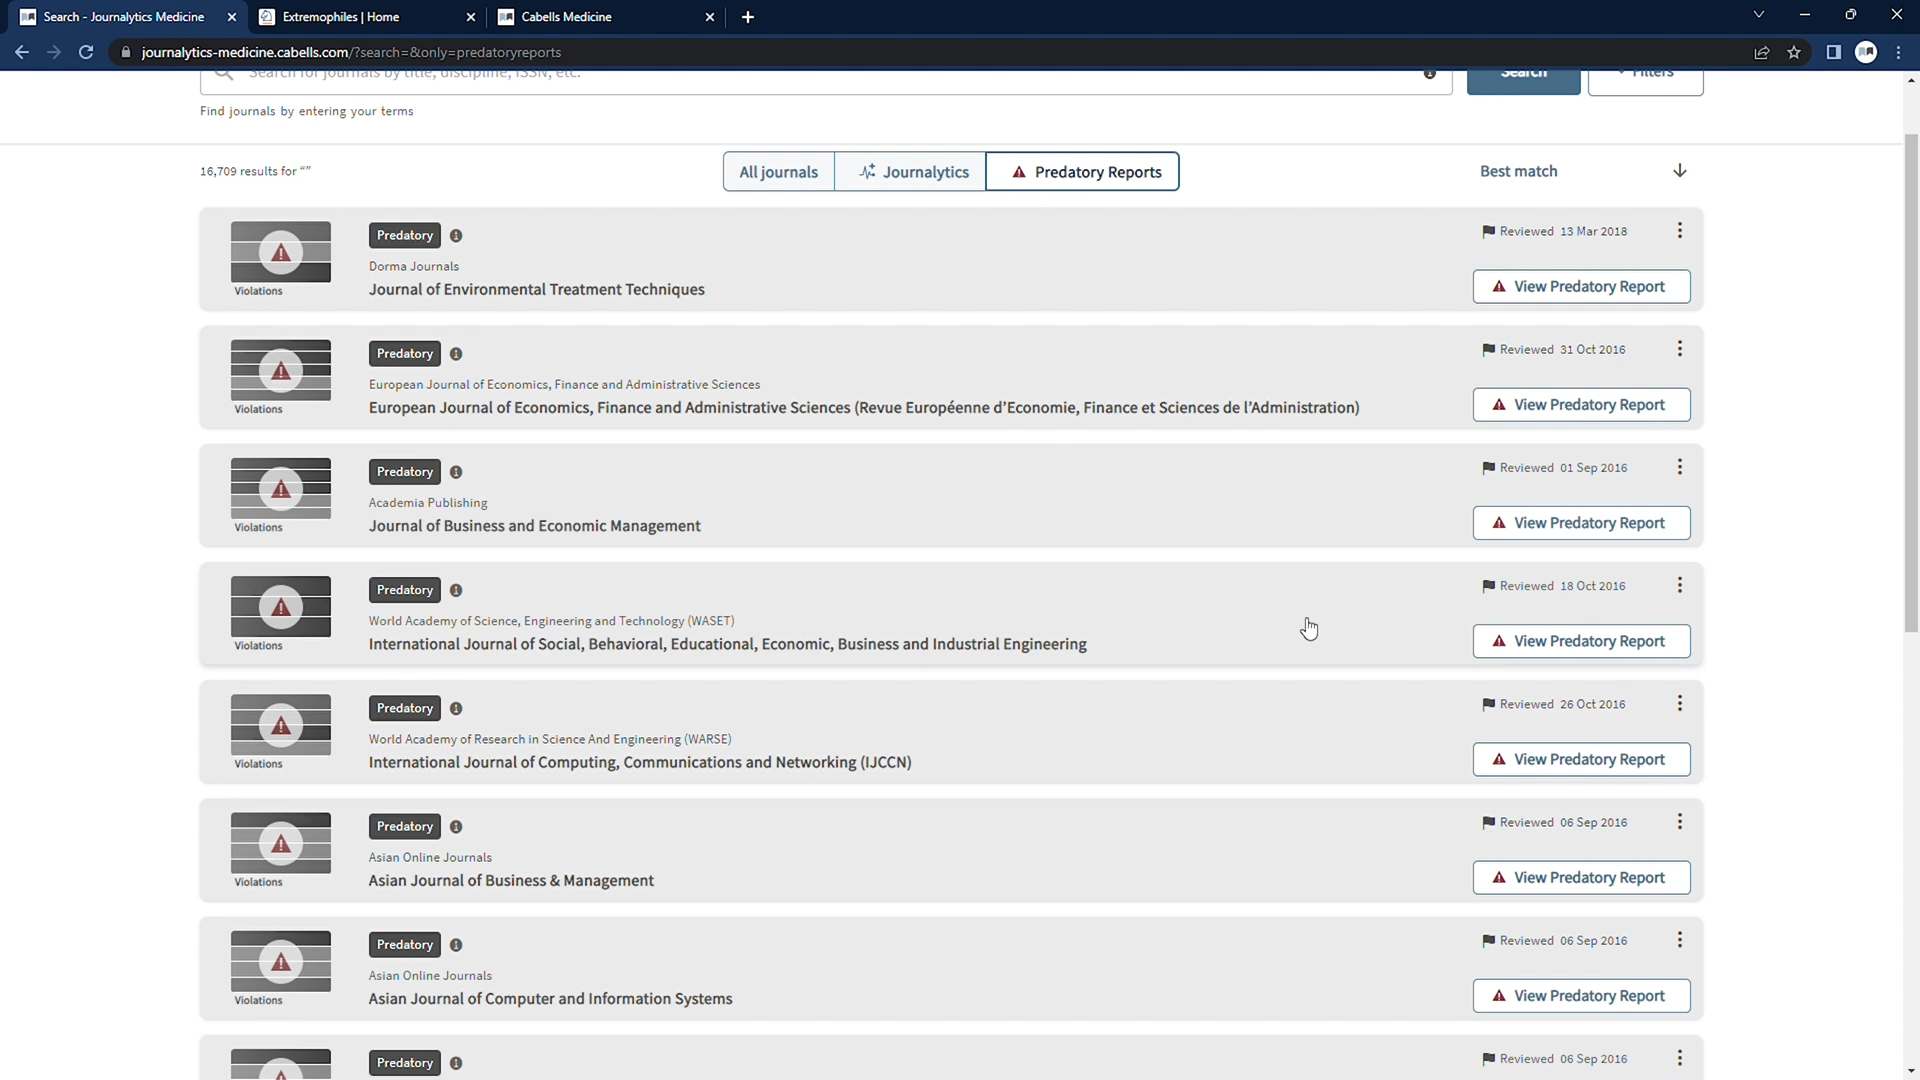 Search - Journalytics Medicine
Extremophiles | Home
Cabells Medicine
journalytics-medicine.cabells.com/?search=&only=predatoryreports
Search for journals by title, discipline, ISSN, etc.
Search
Filters
Find journals by entering your terms
16,709 results for “”
All journals
Journalytics
Predatory Reports
Best match
Predatory
Reviewed 13 Mar 2018
Dorma Journals
Journal of Environmental Treatment Techniques
Violations
View Predatory Report
Predatory
Reviewed 31 Oct 2016
European Journal of Economics, Finance and Administrative Sciences
European Journal of Economics, Finance and Administrative Sciences (Revue Européenne d’Economie, Finance et Sciences de l’Administration)
Violations
View Predatory Report
Predatory
Reviewed 01 Sep 2016
Academia Publishing
Journal of Business and Economic Management
Violations
View Predatory Report
Predatory
Reviewed 18 Oct 2016
World Academy of Science, Engineering and Technology (WASET)
International Journal of Social, Behavioral, Educational, Economic, Business and Industrial Engineering
Violations
View Predatory Report
Predatory
Reviewed 26 Oct 2016
World Academy of Research in Science And Engineering (WARSE)
International Journal of Computing, Communications and Networking (IJCCN)
Violations
View Predatory Report
Predatory
Reviewed 06 Sep 2016
Asian Online Journals
Asian Journal of Business & Management
Violations
View Predatory Report
Predatory
Reviewed 06 Sep 2016
Asian Online Journals
Asian Journal of Computer and Information Systems
Violations
View Predatory Report
Predatory
Reviewed 06 Sep 2016